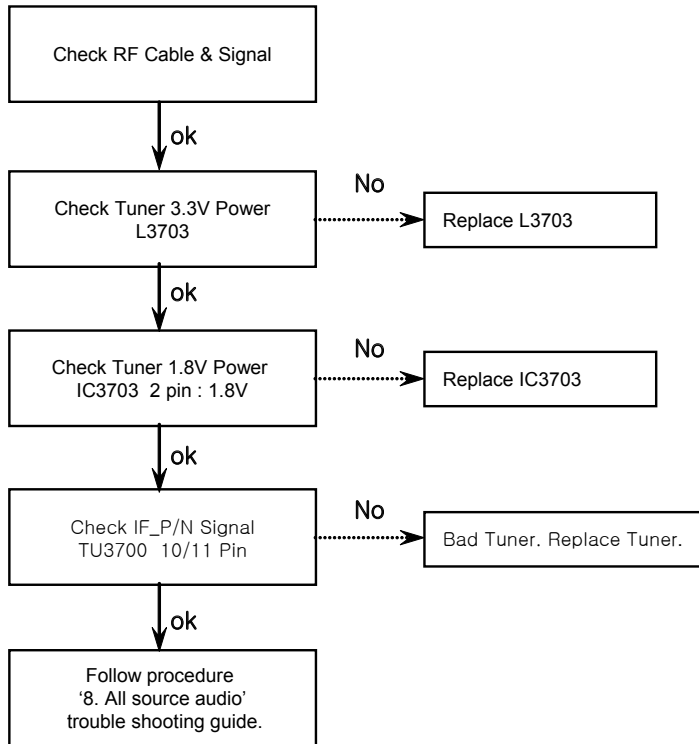 Check RF Cable & Signal
ok
Check Tuner 3.3V Power
L3703
No
Replace L3703
ok
Check Tuner 1.8V Power
IC3703  2 pin : 1.8V
No
Replace IC3703
ok
Check IF_P/N Signal
TU3700  10/11 Pin
No
Bad Tuner. Replace Tuner.
ok
Follow procedure
‘8. All source audio’
trouble shooting guide.